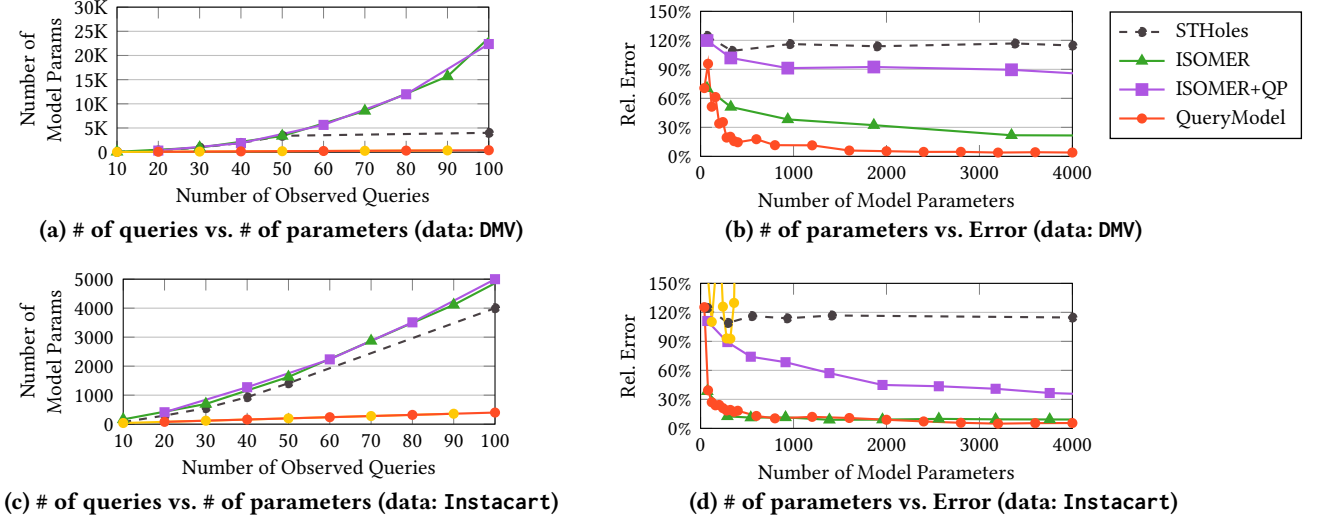 30K
25K
20K
15K
10K
5K
0
10 20 30 40 50 60 70 80 90 100
Number of
Model Params
Number of Observed Queries
(a) # of queries vs. # of parameters (data: DMV)
150%
120%
90%
60%
30%
0%
0 1000 2000 3000 4000
Rel. Error
Number of Model Parameters
(b) # of parameters vs. Error (data: DMV)
STHoles
ISOMER
ISOMER+QP
QueryModel
5000
4000
3000
2000
1000
0
10 20 30 40 50 60 70 80 90 100
Number of
Model Params
Number of Observed Queries
(c) # of queries vs. # of parameters (data: Instacart)
150%
120%
90%
60%
30%
0%
0 1000 2000 3000 4000
Rel. Error
Number of Model Parameters
(d) # of parameters vs. Error (data: Instacart)